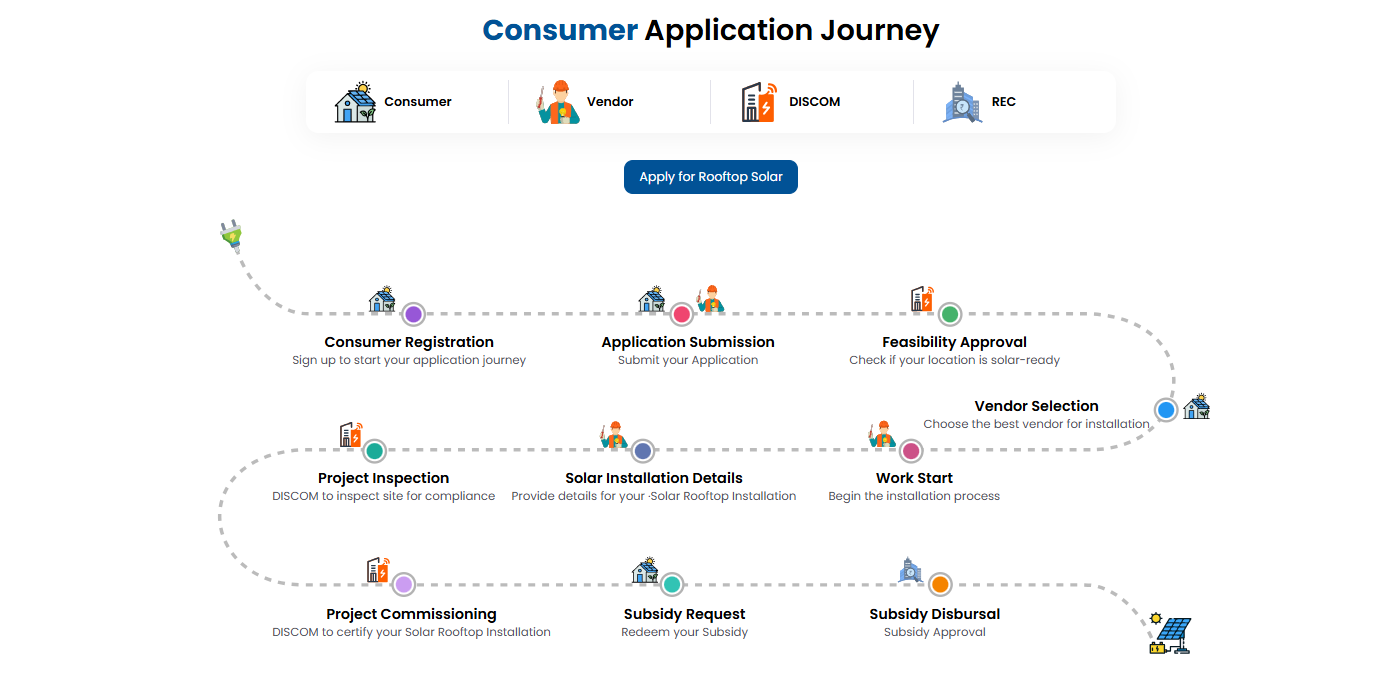 Consumer Application Journey
Consumer
Vendor
DISCOM
REC
Apply for Rooftop Solar
Consumer Registration
Sign up to start your application journey
Application Submission
Submit your Application
Feasibility Approval
Check if your location is solar-ready
Vendor Selection
Choose the best vendor for installation
Work Start
Begin the installation process
Solar Installation Details
Provide details for your ·Solar Rooftop Installation
Project Inspection
DISCOM to inspect site for compliance
Project Commissioning
DISCOM to certify your Solar Rooftop Installation
Subsidy Request
Redeem your Subsidy
Subsidy Disbursal
Subsidy Approval